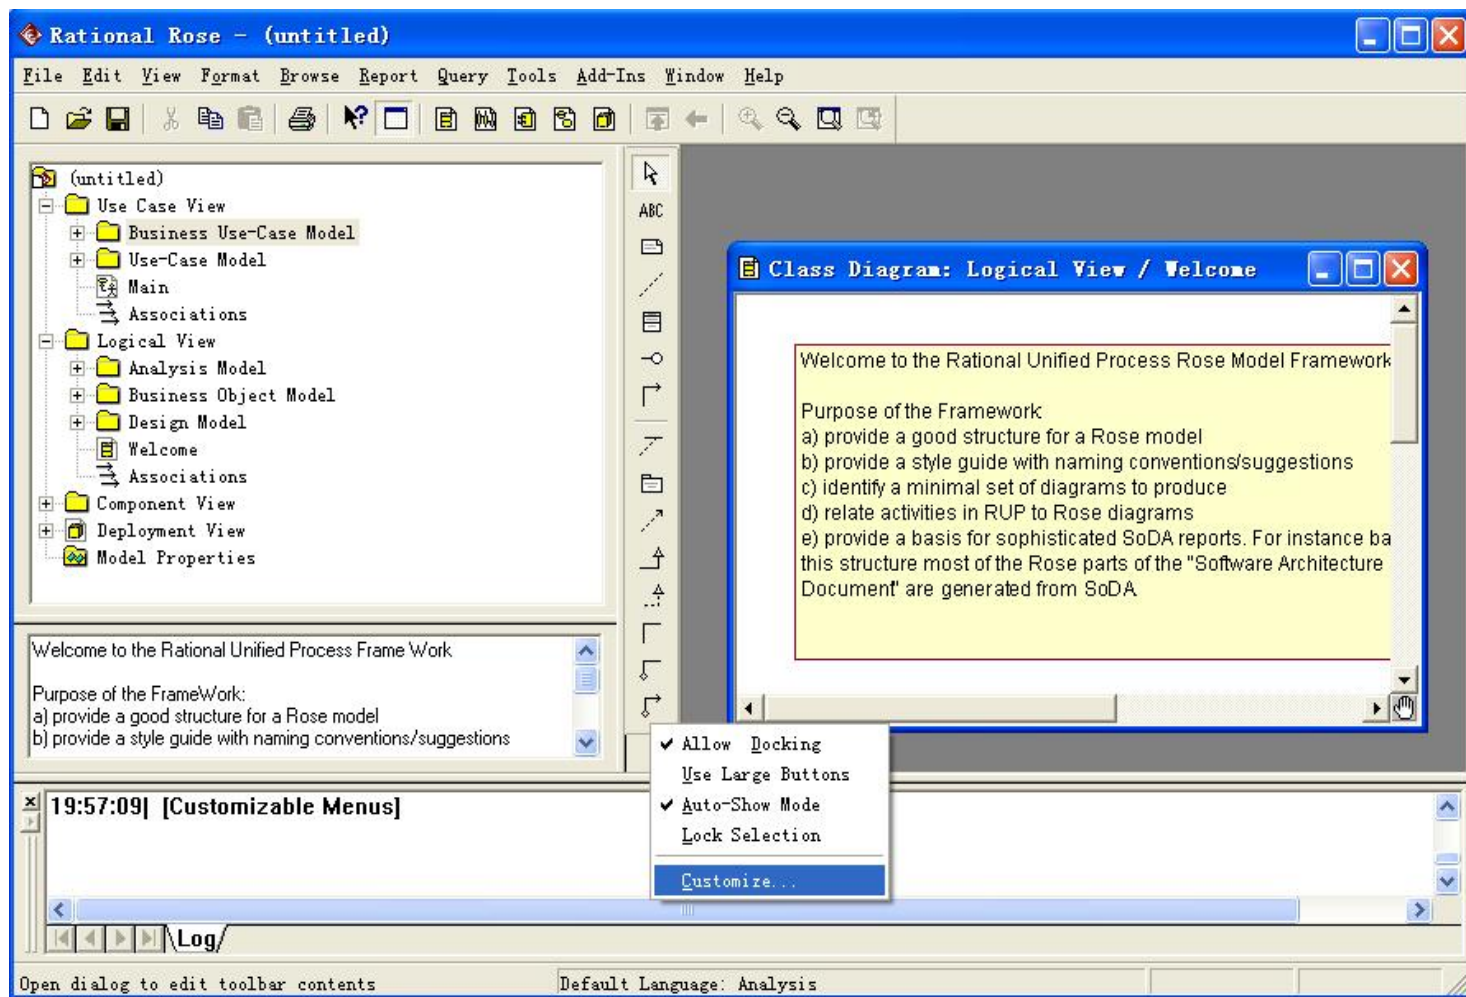 Rational Rose - (untitled)
File Edit View Format Browse Report Query Tools Add-Ins Window Help
(untitled)
Use Case View
Business Use-Case Model
Use-Case Model
Main
Associations
Logical View
Analysis Model
Business Object Model
Design Model
Welcome
Associations
Component View
Deployment View
Model Properties
ABC
Class Diagram: Logical View / Welcome
Welcome to the Rational Unified Process Rose Model Framework
Purpose of the Framework:
a) provide a good structure for a Rose model
b) provide a style guide with naming conventions/suggestions
c) identify a minimal set of diagrams to produce
d) relate activities in RUP to Rose diagrams
e) provide a basis for sophisticated SoDA reports. For instance ba
this structure most of the Rose parts of the "Software Architecture
Document" are generated from SoDA.
Welcome to the Rational Unified Process Frame Work
Purpose of the FrameWork:
a) provide a good structure for a Rose model
b) provide a style guide with naming conventions/suggestions
Allow Docking
Use Large Buttons
Auto-Show Mode
Lock Selection
Customize...
19:57:09| [Customizable Menus]
Log
Open dialog to edit toolbar contents
Default Language: Analysis